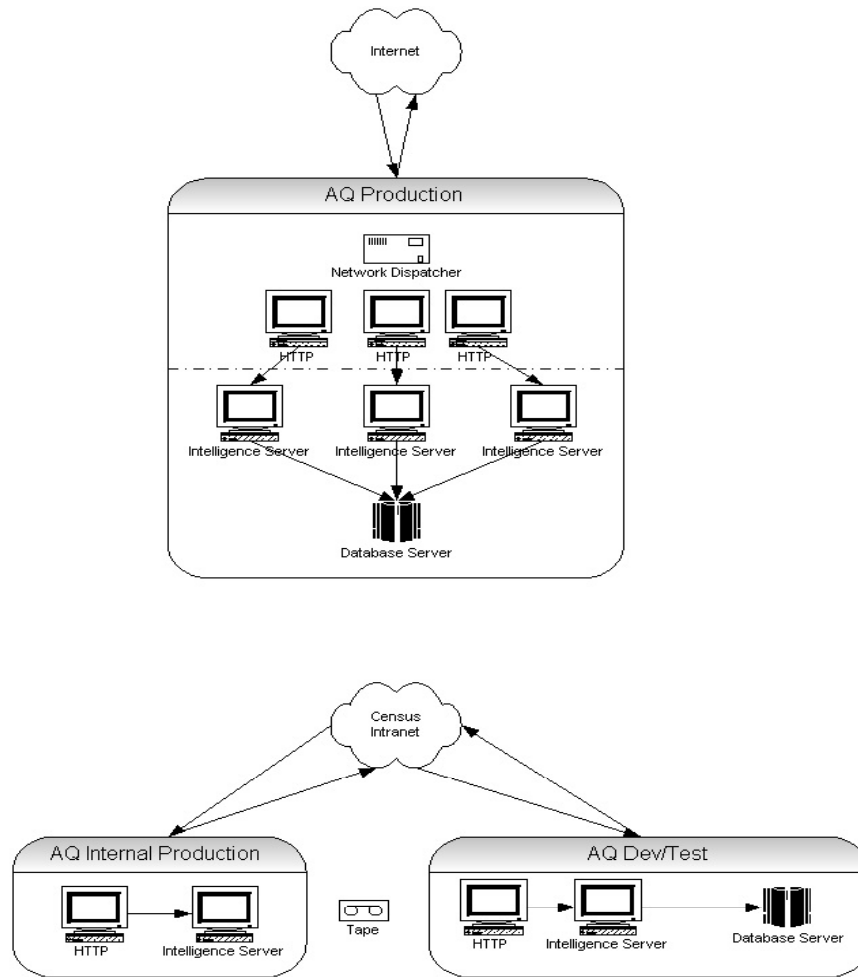 Internet
AQ Production
Network Dispatcher
HTTP
HTTP
HTTP
Intelligence Server
Intelligence Server
Intelligence Server
Database Server
Census
Intranet
AQ Internal Production
HTTP
Intelligence Server
Tape
AQ Dev/Test
HTTP
Intelligence Server
Database Server